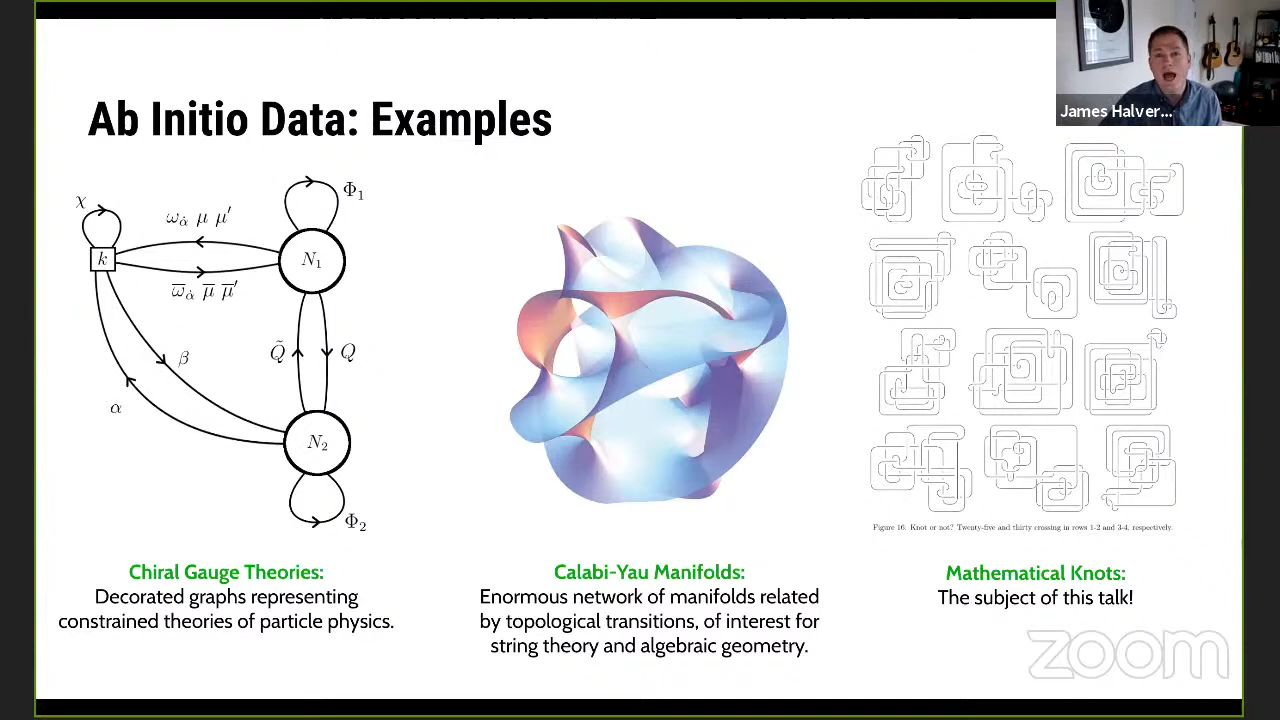 James Halver...
Ab Initio Data: Examples
χ
ω_α̇ μ μ′
Φ₁
k
N₁
ω̅_α̇ μ̅ μ̅′
Q̃
Q
β
α
N₂
Φ₂
Figure 16. Knot or not? Twenty-five and thirty crossing in rows 1-2 and 3-4, respectively.
Chiral Gauge Theories:
Decorated graphs representing
constrained theories of particle physics.
Calabi-Yau Manifolds:
Enormous network of manifolds related
by topological transitions, of interest for
string theory and algebraic geometry.
Mathematical Knots:
The subject of this talk!
zoom